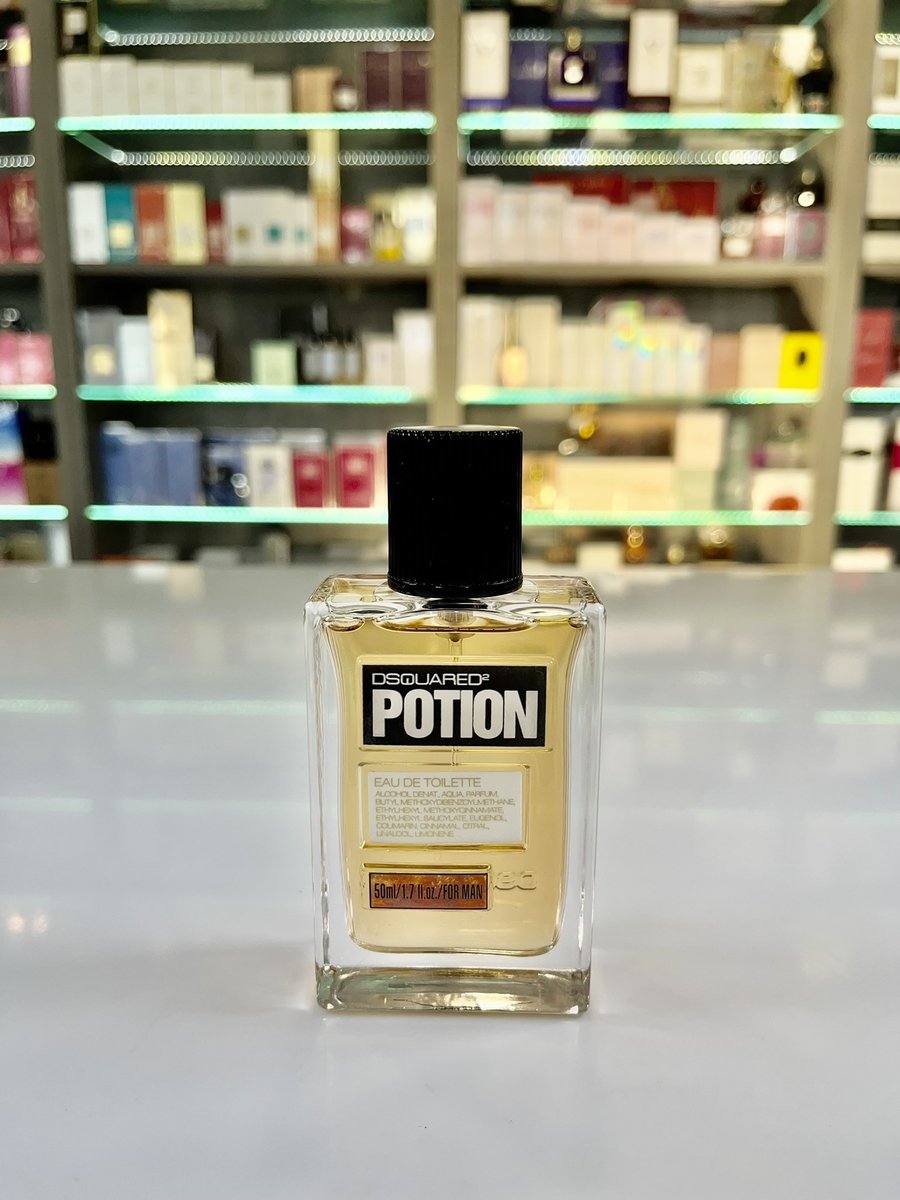 DSQUARED²
POTION
EAU DE TOILETTE
ALCOHOL DENAT., AQUA, PARFUM,
BUTYL METHOXYDIBENZOYLMETHANE,
ETHYLHEXYL METHOXYCINNAMATE,
ETHYLHEXYL SALICYLATE, EUGENOL,
COUMARIN, CINNAMAL, CITRAL,
LINALOOL, LIMONENE.
50ml/1.7 fl.oz./FOR MAN